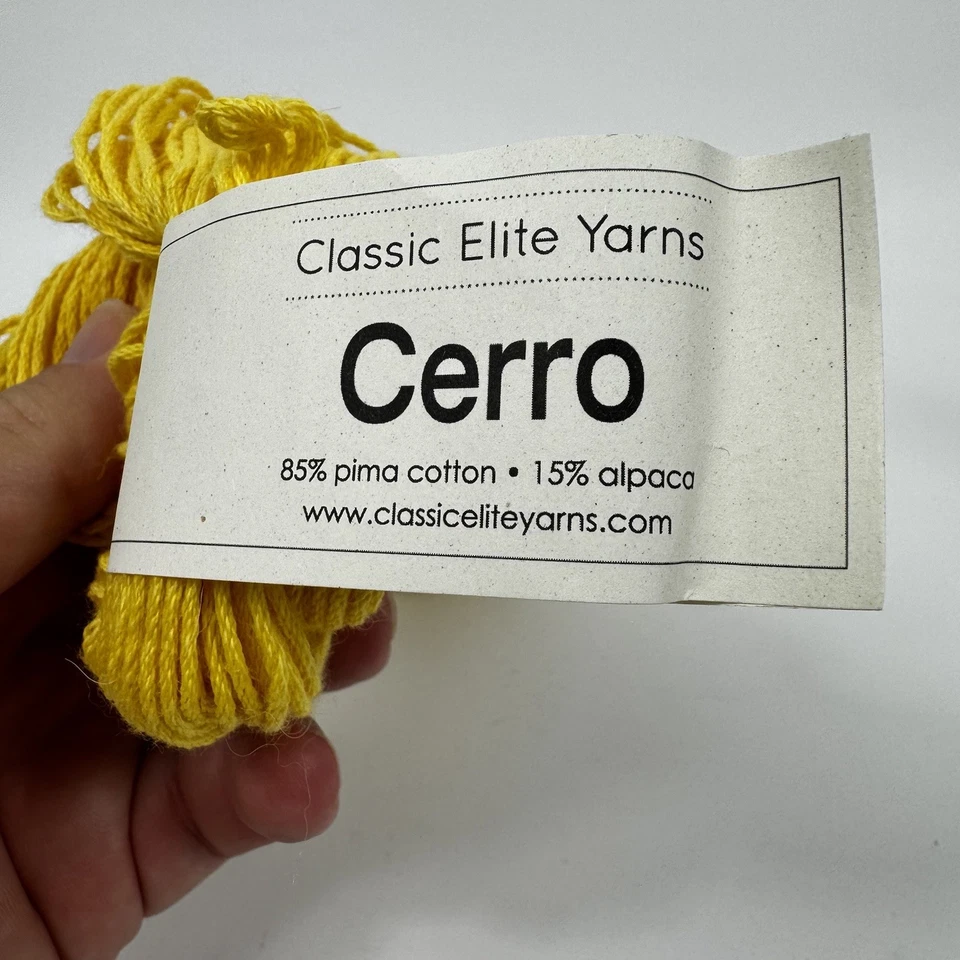 Classic Elite Yarns
Cerro
85% pima cotton • 15% alpaca
www.classiceliteyarns.com